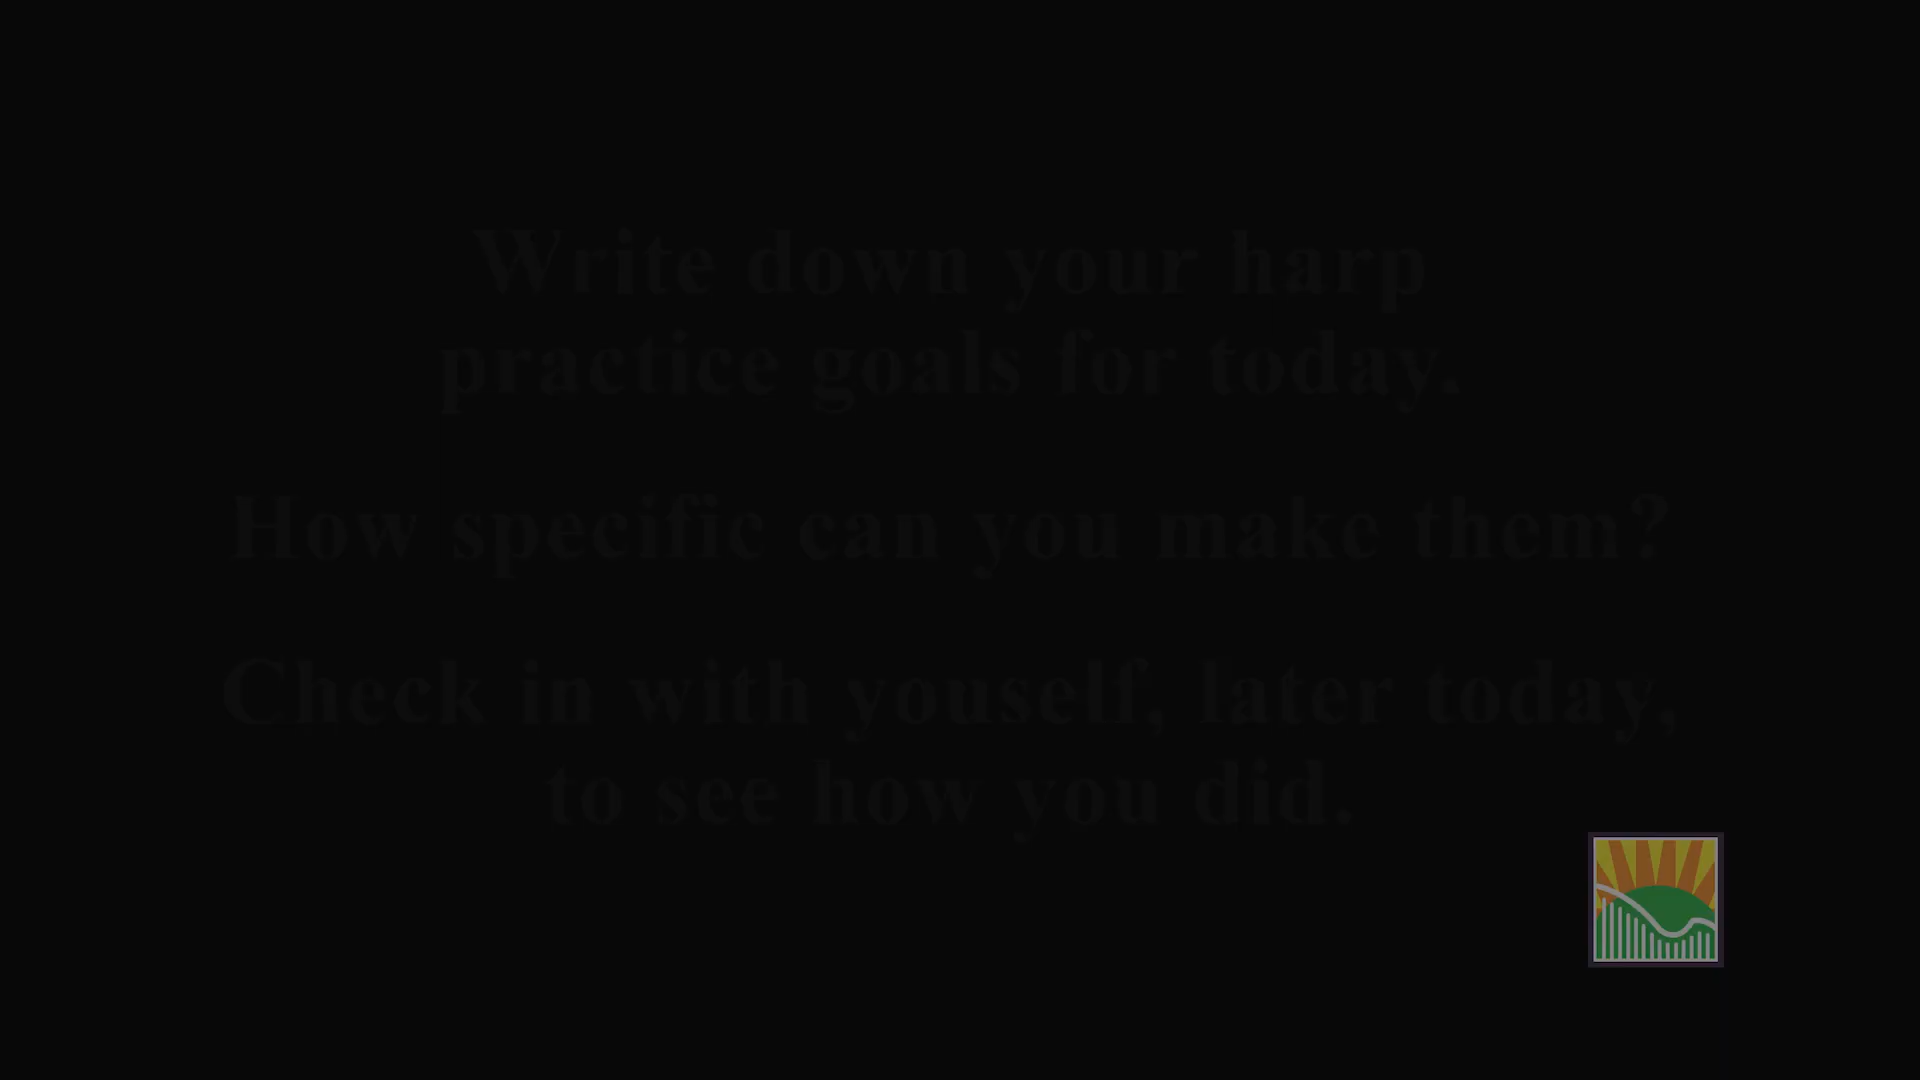 Write down your harp
practice goals for today.
How specific can you make them?
Check in with youself, later today,
to see how you did.